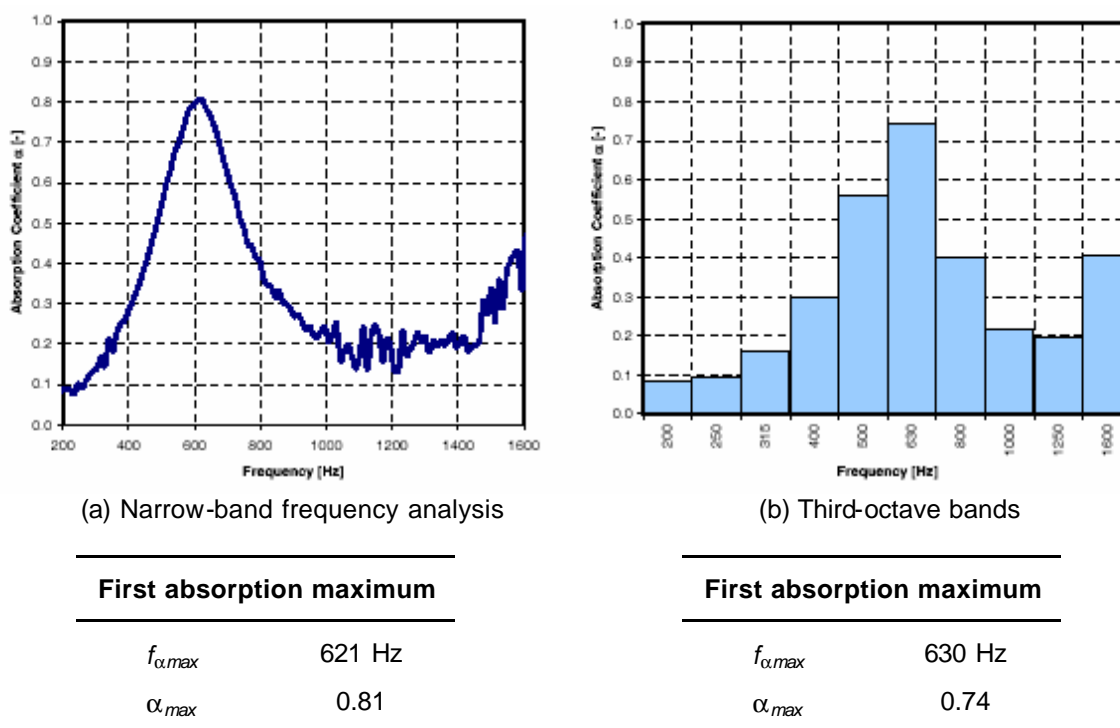 1.0
0.9
0.8
0.7
0.6
0.5
0.4
0.3
0.2
0.1
0.0
Absorption Coefficient α [-]
200 400 600 800 1000 1200 1400 1600
Frequency [Hz]
(a) Narrow-band frequency analysis
First absorption maximum
fαmax 621 Hz
αmax 0.81
1.0
0.9
0.8
0.7
0.6
0.5
0.4
0.3
0.2
0.1
0.0
Absorption Coefficient α [-]
200 250 315 400 500 630 800 1000 1250 1600
Frequency [Hz]
(b) Third-octave bands
First absorption maximum
fαmax 630 Hz
αmax 0.74